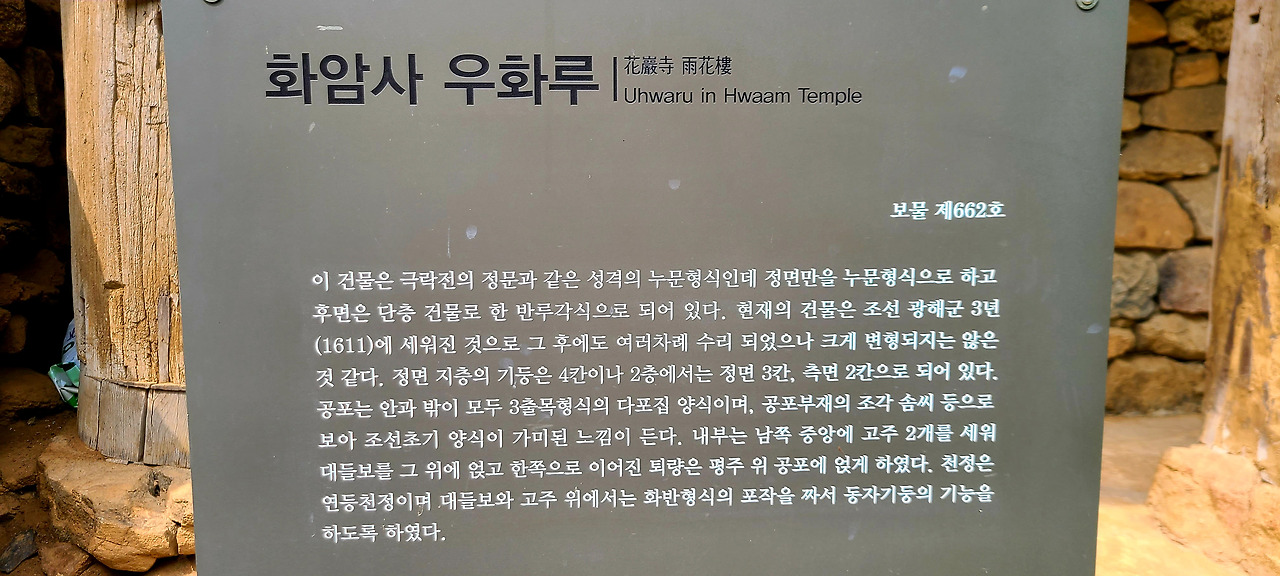 화암사 우화루
花巖寺 雨花樓
Uhwaru in Hwaam Temple
보물 제662호
이 건물은 극락전의 정문과 같은 성격의 누문형식인데 정면만을 누문형식으로 하고
후면은 단층 건물로 한 반루각식으로 되어 있다. 현재의 건물은 조선 광해군 3년
(1611)에 세워진 것으로 그 후에도 여러차례 수리 되었으나 크게 변형되지는 않은
것 같다. 정면 지층의 기둥은 4칸이나 2층에서는 정면 3칸, 측면 2칸으로 되어 있다.
공포는 안과 밖이 모두 3출목형식의 다포집 양식이며, 공포부재의 조각 솜씨 등으로
보아 조선초기 양식이 가미된 느낌이 든다. 내부는 남쪽 중앙에 고주 2개를 세워
대들보를 그 위에 얹고 한쪽으로 이어진 퇴량은 평주 위 공포에 얹게 하였다. 천정은
연등천정이며 대들보와 고주 위에서는 화반형식의 포작을 짜서 동자기둥의 기능을
하도록 하였다.